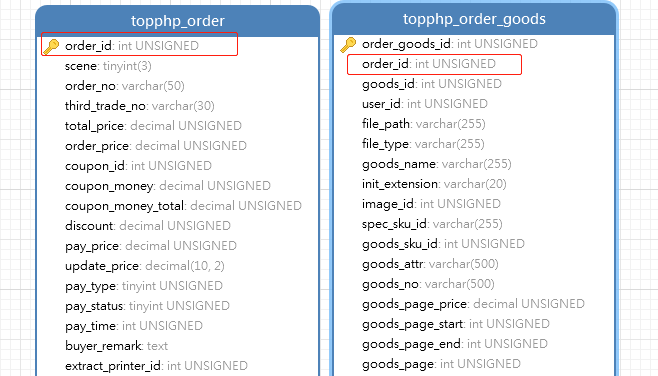 topphp_order
order_id: int UNSIGNED
scene: tinyint(3)
order_no: varchar(50)
third_trade_no: varchar(30)
total_price: decimal UNSIGNED
order_price: decimal UNSIGNED
coupon_id: int UNSIGNED
coupon_money: decimal UNSIGNED
coupon_money_total: decimal UNSIGNED
discount: decimal UNSIGNED
pay_price: decimal UNSIGNED
update_price: decimal(10, 2)
pay_type: tinyint UNSIGNED
pay_status: tinyint UNSIGNED
pay_time: int UNSIGNED
buyer_remark: text
extract_printer_id: int UNSIGNED
topphp_order_goods
order_goods_id: int UNSIGNED
order_id: int UNSIGNED
goods_id: int UNSIGNED
user_id: int UNSIGNED
file_path: varchar(255)
file_type: varchar(255)
goods_name: varchar(255)
init_extension: varchar(20)
image_id: int UNSIGNED
spec_sku_id: varchar(255)
goods_sku_id: int UNSIGNED
goods_attr: varchar(500)
goods_no: varchar(500)
goods_page_price: decimal UNSIGNED
goods_page_start: int UNSIGNED
goods_page_end: int UNSIGNED
goods_page: int UNSIGNED